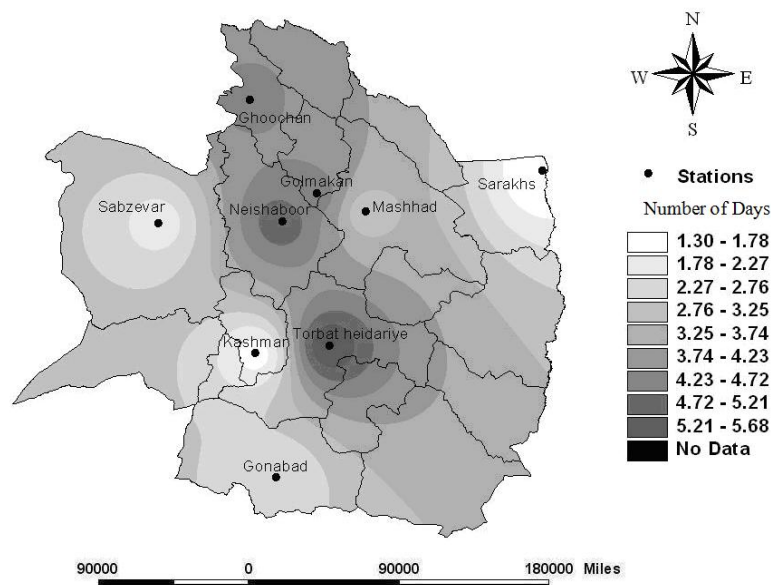 N
W E
S
Ghoochan
Golmakan
Sarakhs
Sabzevar
Neishaboor
Mashhad
Kashmar
Torbat heidariye
Gonabad
Stations
Number of Days
1.30 - 1.78
1.78 - 2.27
2.27 - 2.76
2.76 - 3.25
3.25 - 3.74
3.74 - 4.23
4.23 - 4.72
4.72 - 5.21
5.21 - 5.68
No Data
90000 0 90000 180000 Miles